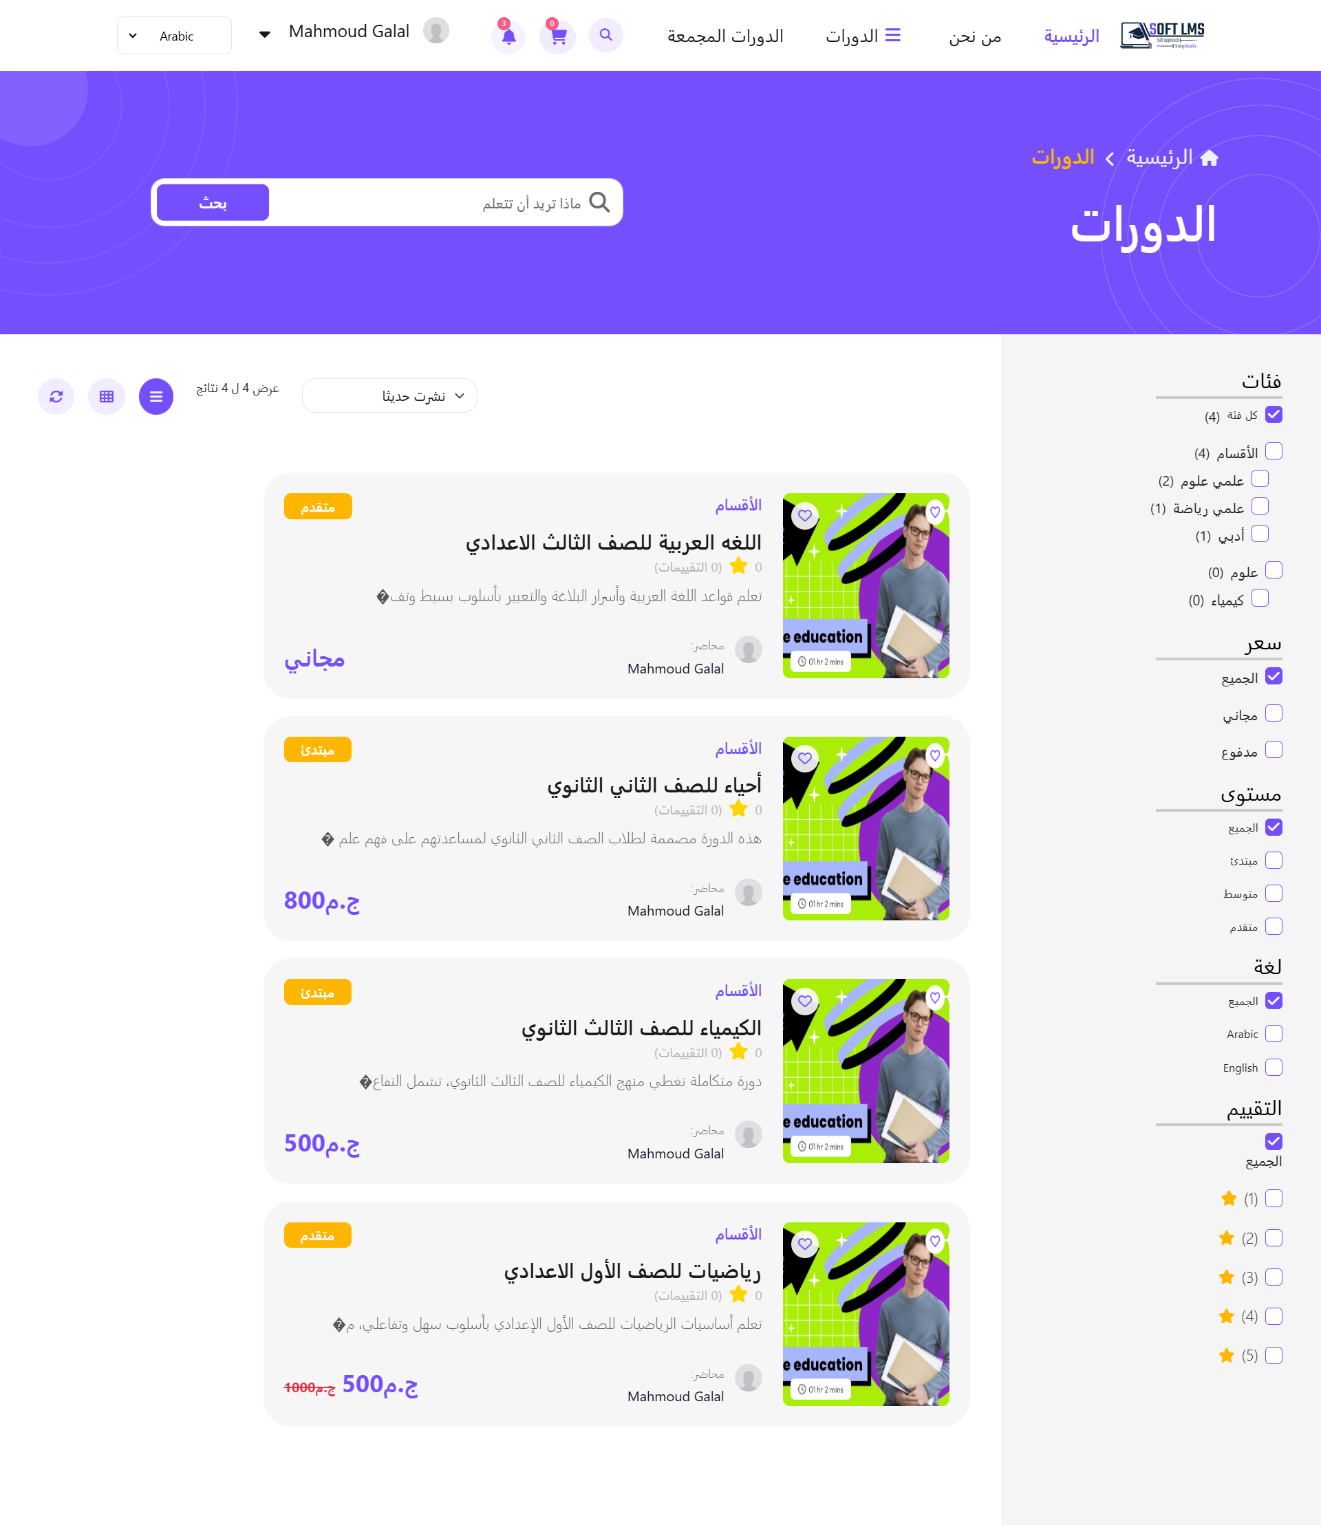 SOFT LMS
الرئيسية
من نحن
الدورات
الدورات المجمعة
0
3
Mahmoud Galal
Arabic
الرئيسية
الدورات
الدورات
ماذا تريد أن تتعلم
بحث
فئات
كل فئة (4)
الأقسام (4)
علمي علوم (2)
علمي رياضة (1)
أدبي (1)
علوم (0)
كيمياء (0)
سعر
الجميع
مجاني
مدفوع
مستوى
الجميع
مبتدئ
متوسط
متقدم
لغة
الجميع
Arabic
English
التقييم
الجميع
(1)
(2)
(3)
(4)
(5)
نشرت حديثا
عرض 4 ل 4 نتائج
الأقسام
متقدم
اللغه العربية للصف الثالث الاعدادي
0 (0 التقييمات)
تعلم قواعد اللغة العربية وأسرار البلاغة والتعبير بأسلوب بسيط وتف�
محاضر:
Mahmoud Galal
مجاني
e education
01 hr 2 mins
الأقسام
مبتدئ
أحياء للصف الثاني الثانوي
0 (0 التقييمات)
هذه الدورة مصممة لطلاب الصف الثاني الثانوي لمساعدتهم على فهم علم �
محاضر:
Mahmoud Galal
ج.م800
e education
01 hr 2 mins
الأقسام
مبتدئ
الكيمياء للصف الثالث الثانوي
0 (0 التقييمات)
دورة متكاملة تغطي منهج الكيمياء للصف الثالث الثانوي، تشمل التفاع�
محاضر:
Mahmoud Galal
ج.م500
e education
01 hr 2 mins
الأقسام
متقدم
رياضيات للصف الأول الاعدادي
0 (0 التقييمات)
تعلم أساسيات الرياضيات للصف الأول الإعدادي بأسلوب سهل وتفاعلي، م�
محاضر:
Mahmoud Galal
ج.م500 ج.م1000
e education
01 hr 2 mins